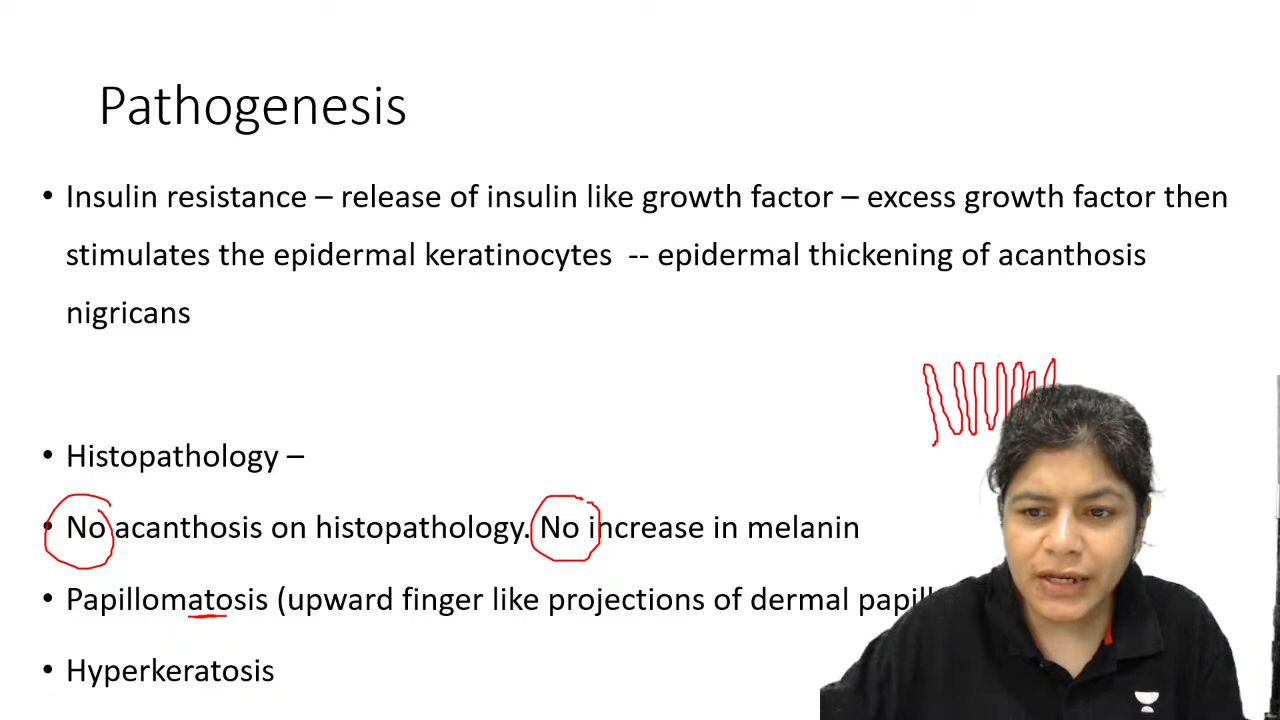 Pathogenesis
• Insulin resistance – release of insulin like growth factor – excess growth factor then
stimulates the epidermal keratinocytes -- epidermal thickening of acanthosis
nigricans
• Histopathology –
• No acanthosis on histopathology. No increase in melanin
• Papillomatosis (upward finger like projections of dermal
• Hyperkeratosis